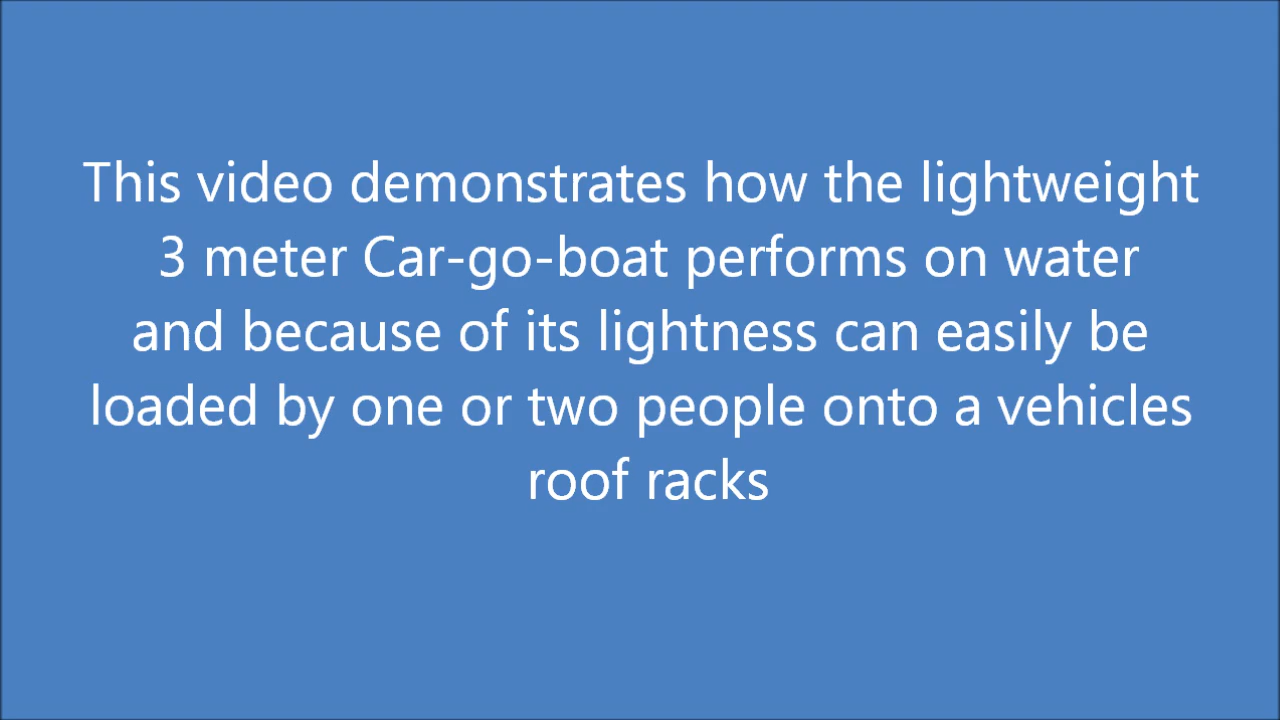 This video demonstrates how the lightweight
3 meter Car-go-boat performs on water
and because of its lightness can easily be
loaded by one or two people onto a vehicles
roof racks